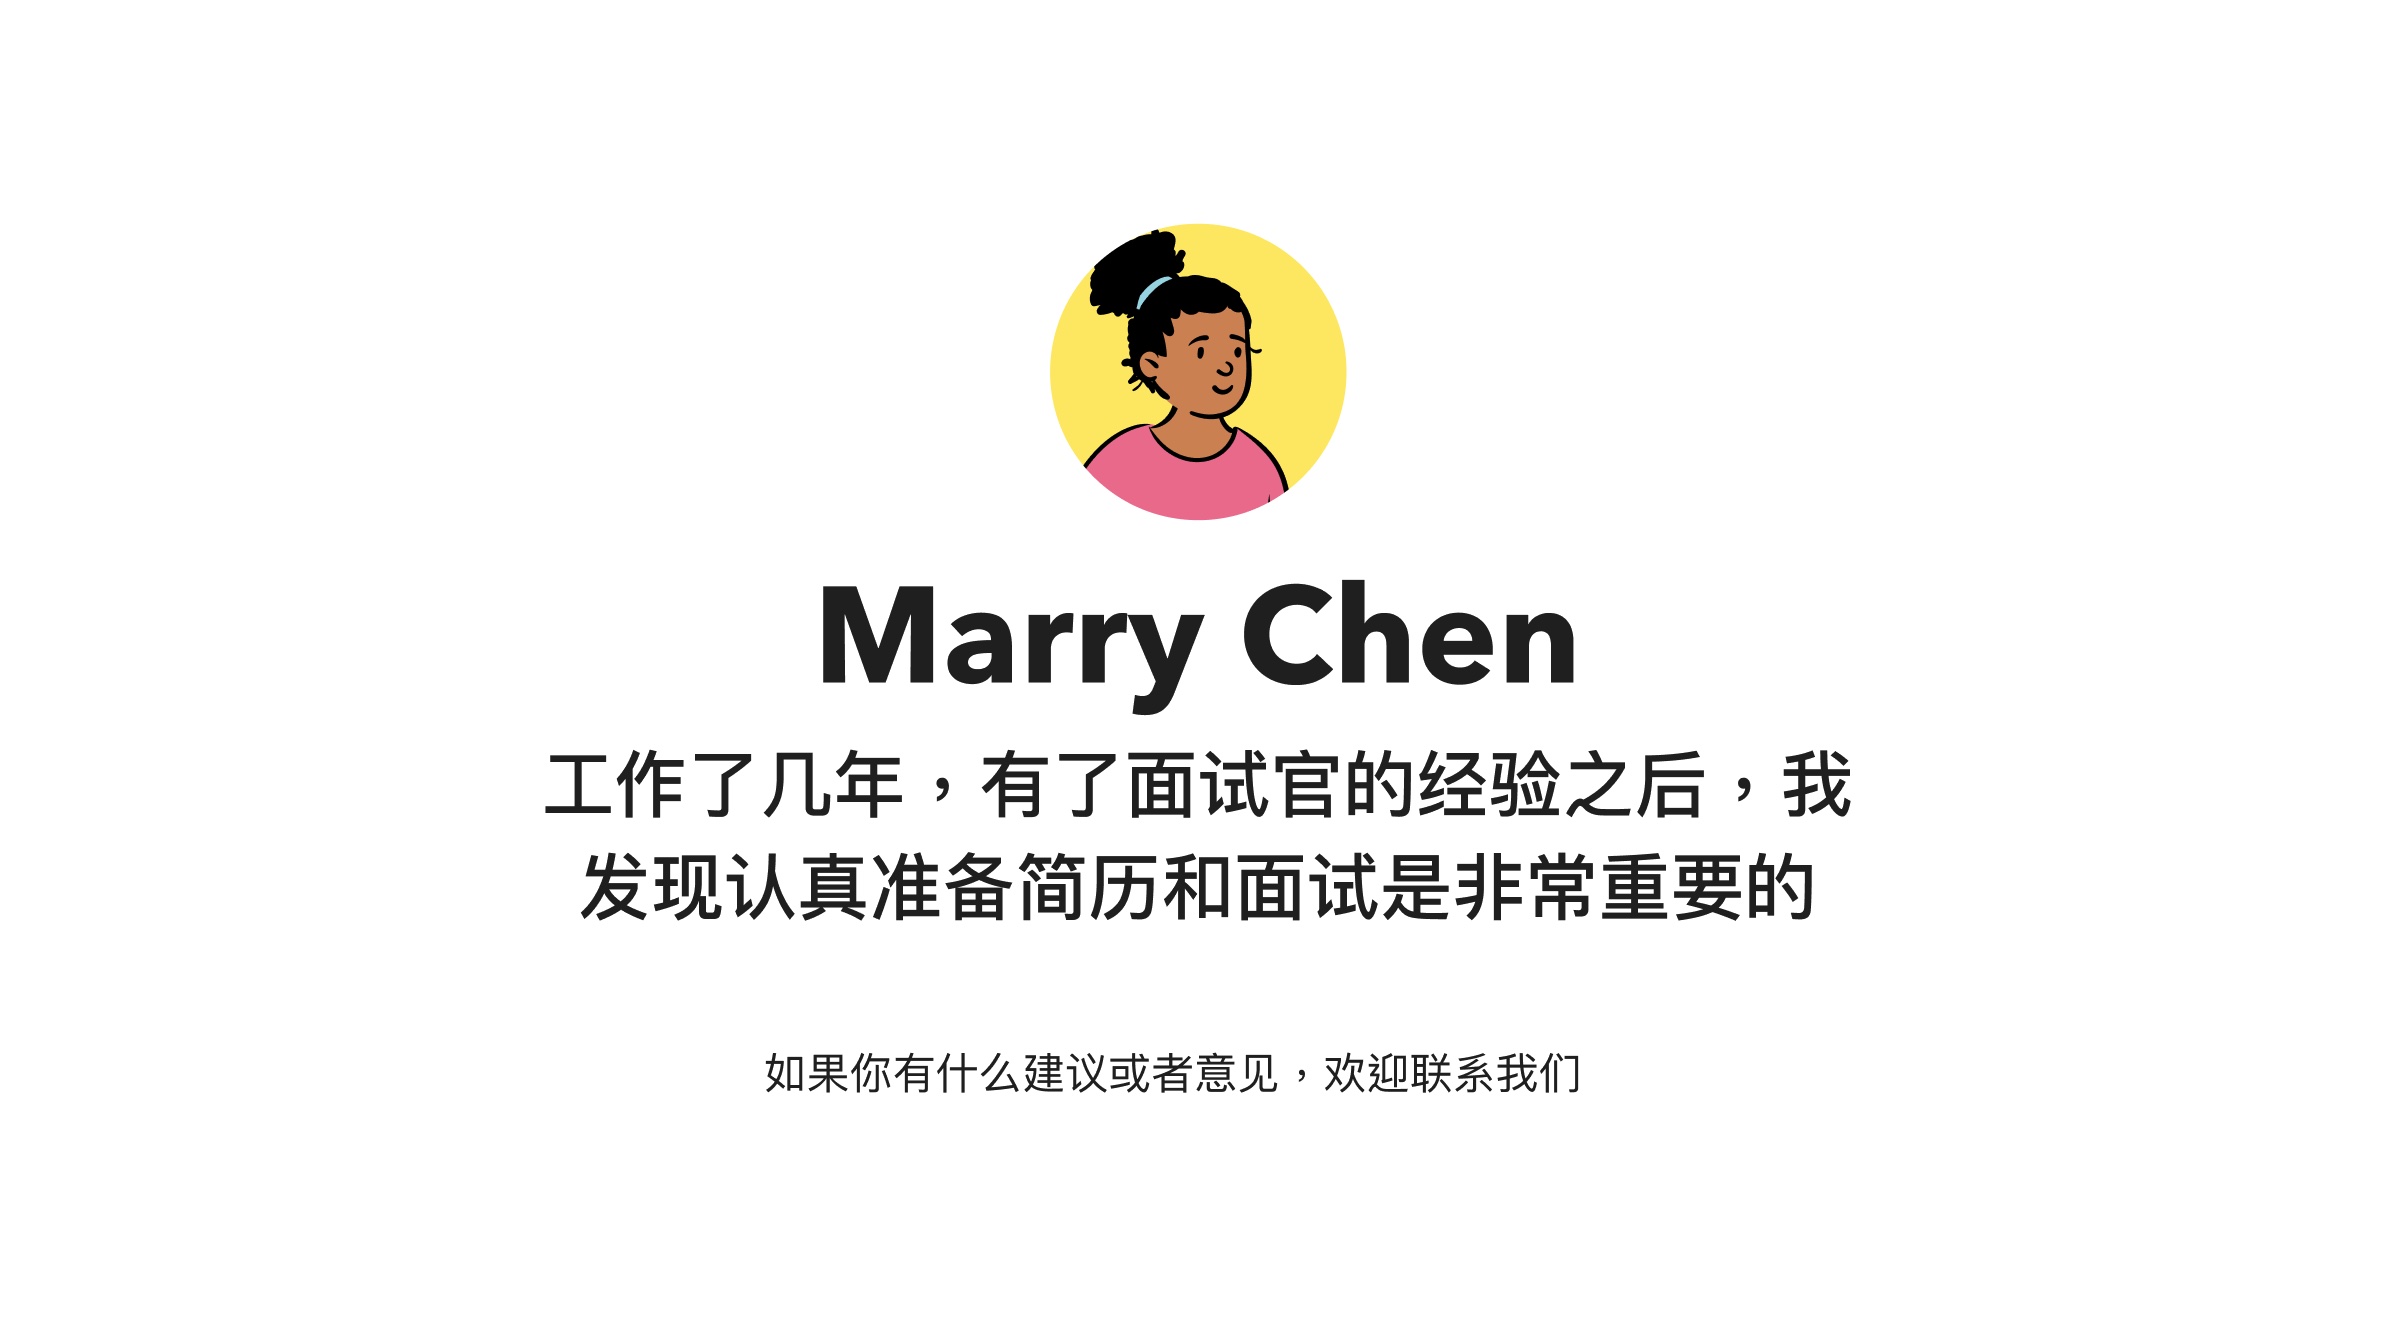 Marry Chen
工作了几年，有了面试官的经验之后，我
发现认真准备简历和面试是非常重要的
如果你有什么建议或者意见，欢迎联系我们